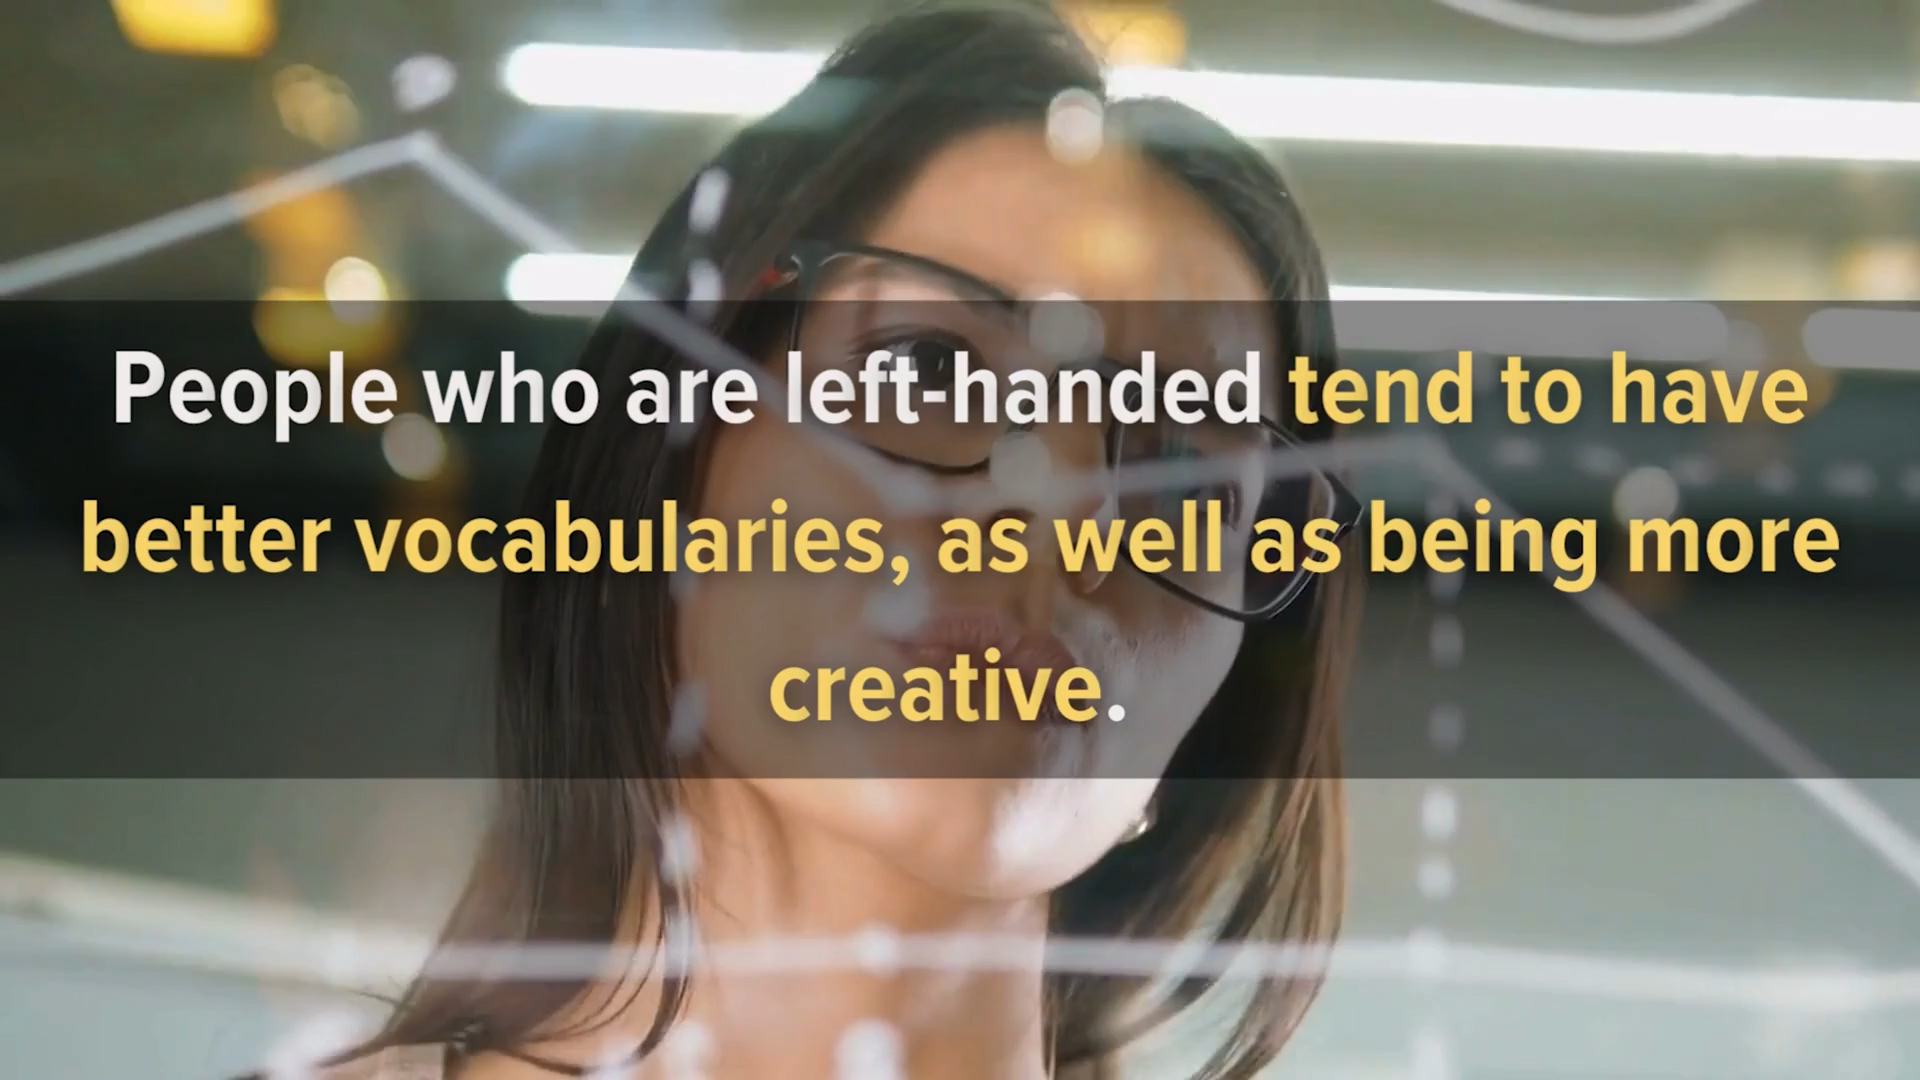 People who are left-handed tend to have
better vocabularies, as well as being more
creative.